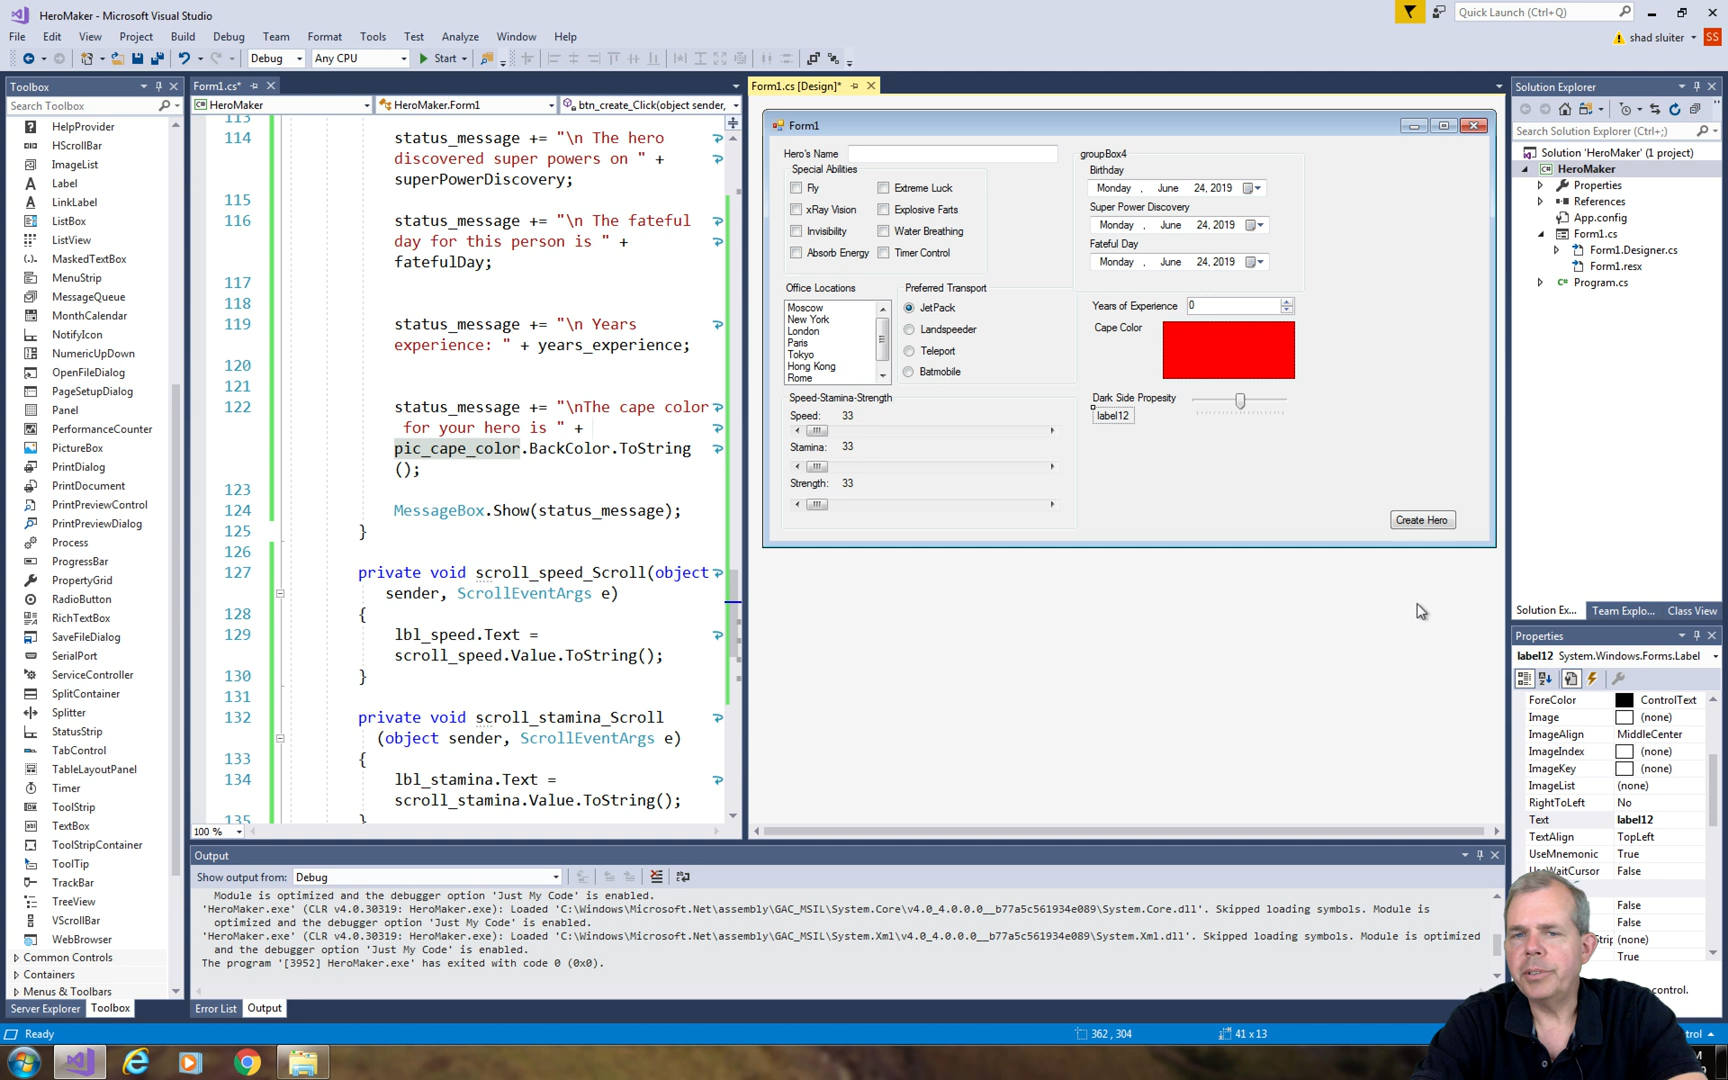 HeroMaker - Microsoft Visual Studio
Quick Launch (Ctrl+Q)
File Edit View Project Build Debug Team Format Tools Test Analyze Window Help
shad sluiter SS
Debug Any CPU Start
Toolbox
Search Toolbox
HelpProvider
HScrollBar
ImageList
Label
LinkLabel
ListBox
ListView
MaskedTextBox
MenuStrip
MessageQueue
MonthCalendar
NotifyIcon
NumericUpDown
OpenFileDialog
PageSetupDialog
Panel
PerformanceCounter
PictureBox
PrintDialog
PrintDocument
PrintPreviewControl
PrintPreviewDialog
Process
ProgressBar
PropertyGrid
RadioButton
RichTextBox
SaveFileDialog
SerialPort
ServiceController
SplitContainer
Splitter
StatusStrip
TabControl
TableLayoutPanel
Timer
ToolStrip
TextBox
ToolStripContainer
ToolTip
TrackBar
TreeView
VScrollBar
WebBrowser
Common Controls
Containers
Menus & Toolbars
Server Explorer Toolbox
Form1.cs*
HeroMaker HeroMaker.Form1 btn_create_Click(object sender,
113
114 status_message += "\n The hero
discovered super powers on " +
superPowerDiscovery;
115
116 status_message += "\n The fateful
day for this person is " +
fatefulDay;
117
118
119 status_message += "\n Years
experience: " + years_experience;
120
121
122 status_message += "\nThe cape color
for your hero is " +
pic_cape_color.BackColor.ToString
();
123
124 MessageBox.Show(status_message);
125 }
126
127 private void scroll_speed_Scroll(object
sender, ScrollEventArgs e)
128 {
129 lbl_speed.Text =
scroll_speed.Value.ToString();
130 }
131
132 private void scroll_stamina_Scroll
(object sender, ScrollEventArgs e)
133 {
134 lbl_stamina.Text =
scroll_stamina.Value.ToString();
135 }
100 %
Form1.cs [Design]*
Form1
Hero's Name
Special Abilities
Fly Extreme Luck
xRay Vision Explosive Farts
Invisibility Water Breathing
Absorb Energy Timer Control
groupBox4
Birthday
Monday , June 24, 2019
Super Power Discovery
Monday , June 24, 2019
Fateful Day
Monday , June 24, 2019
Office Locations
Moscow
New York
London
Paris
Tokyo
Hong Kong
Rome
Preferred Transport
JetPack
Landspeeder
Teleport
Batmobile
Years of Experience 0
Cape Color
Dark Side Propesity
label12
Speed-Stamina-Strength
Speed: 33
Stamina: 33
Strength: 33
Create Hero
Output
Show output from: Debug
Module is optimized and the debugger option 'Just My Code' is enabled.
'HeroMaker.exe' (CLR v4.0.30319: HeroMaker.exe): Loaded 'C:\Windows\Microsoft.Net\assembly\GAC_MSIL\System.Core\v4.0_4.0.0.0__b77a5c561934e089\System.Core.dll'. Skipped loading symbols. Module is
optimized and the debugger option 'Just My Code' is enabled.
'HeroMaker.exe' (CLR v4.0.30319: HeroMaker.exe): Loaded 'C:\Windows\Microsoft.Net\assembly\GAC_MSIL\System.Xml\v4.0_4.0.0.0__b77a5c561934e089\System.Xml.dll'. Skipped loading symbols. Module is optimized
and the debugger option 'Just My Code' is enabled.
The program '[3952] HeroMaker.exe' has exited with code 0 (0x0).
Error List Output
Solution Explorer
Search Solution Explorer (Ctrl+;)
Solution 'HeroMaker' (1 project)
HeroMaker
Properties
References
App.config
Form1.cs
Form1.Designer.cs
Form1.resx
Program.cs
Solution Ex... Team Explo... Class View
Properties
label12 System.Windows.Forms.Label
ForeColor ControlText
Image (none)
ImageAlign MiddleCenter
ImageIndex (none)
ImageKey (none)
ImageList (none)
RightToLeft No
Text label12
TextAlign TopLeft
UseMnemonic True
UseWaitCursor False
False
False
(none)
True
control.
Ready 362 , 304 41 x 13